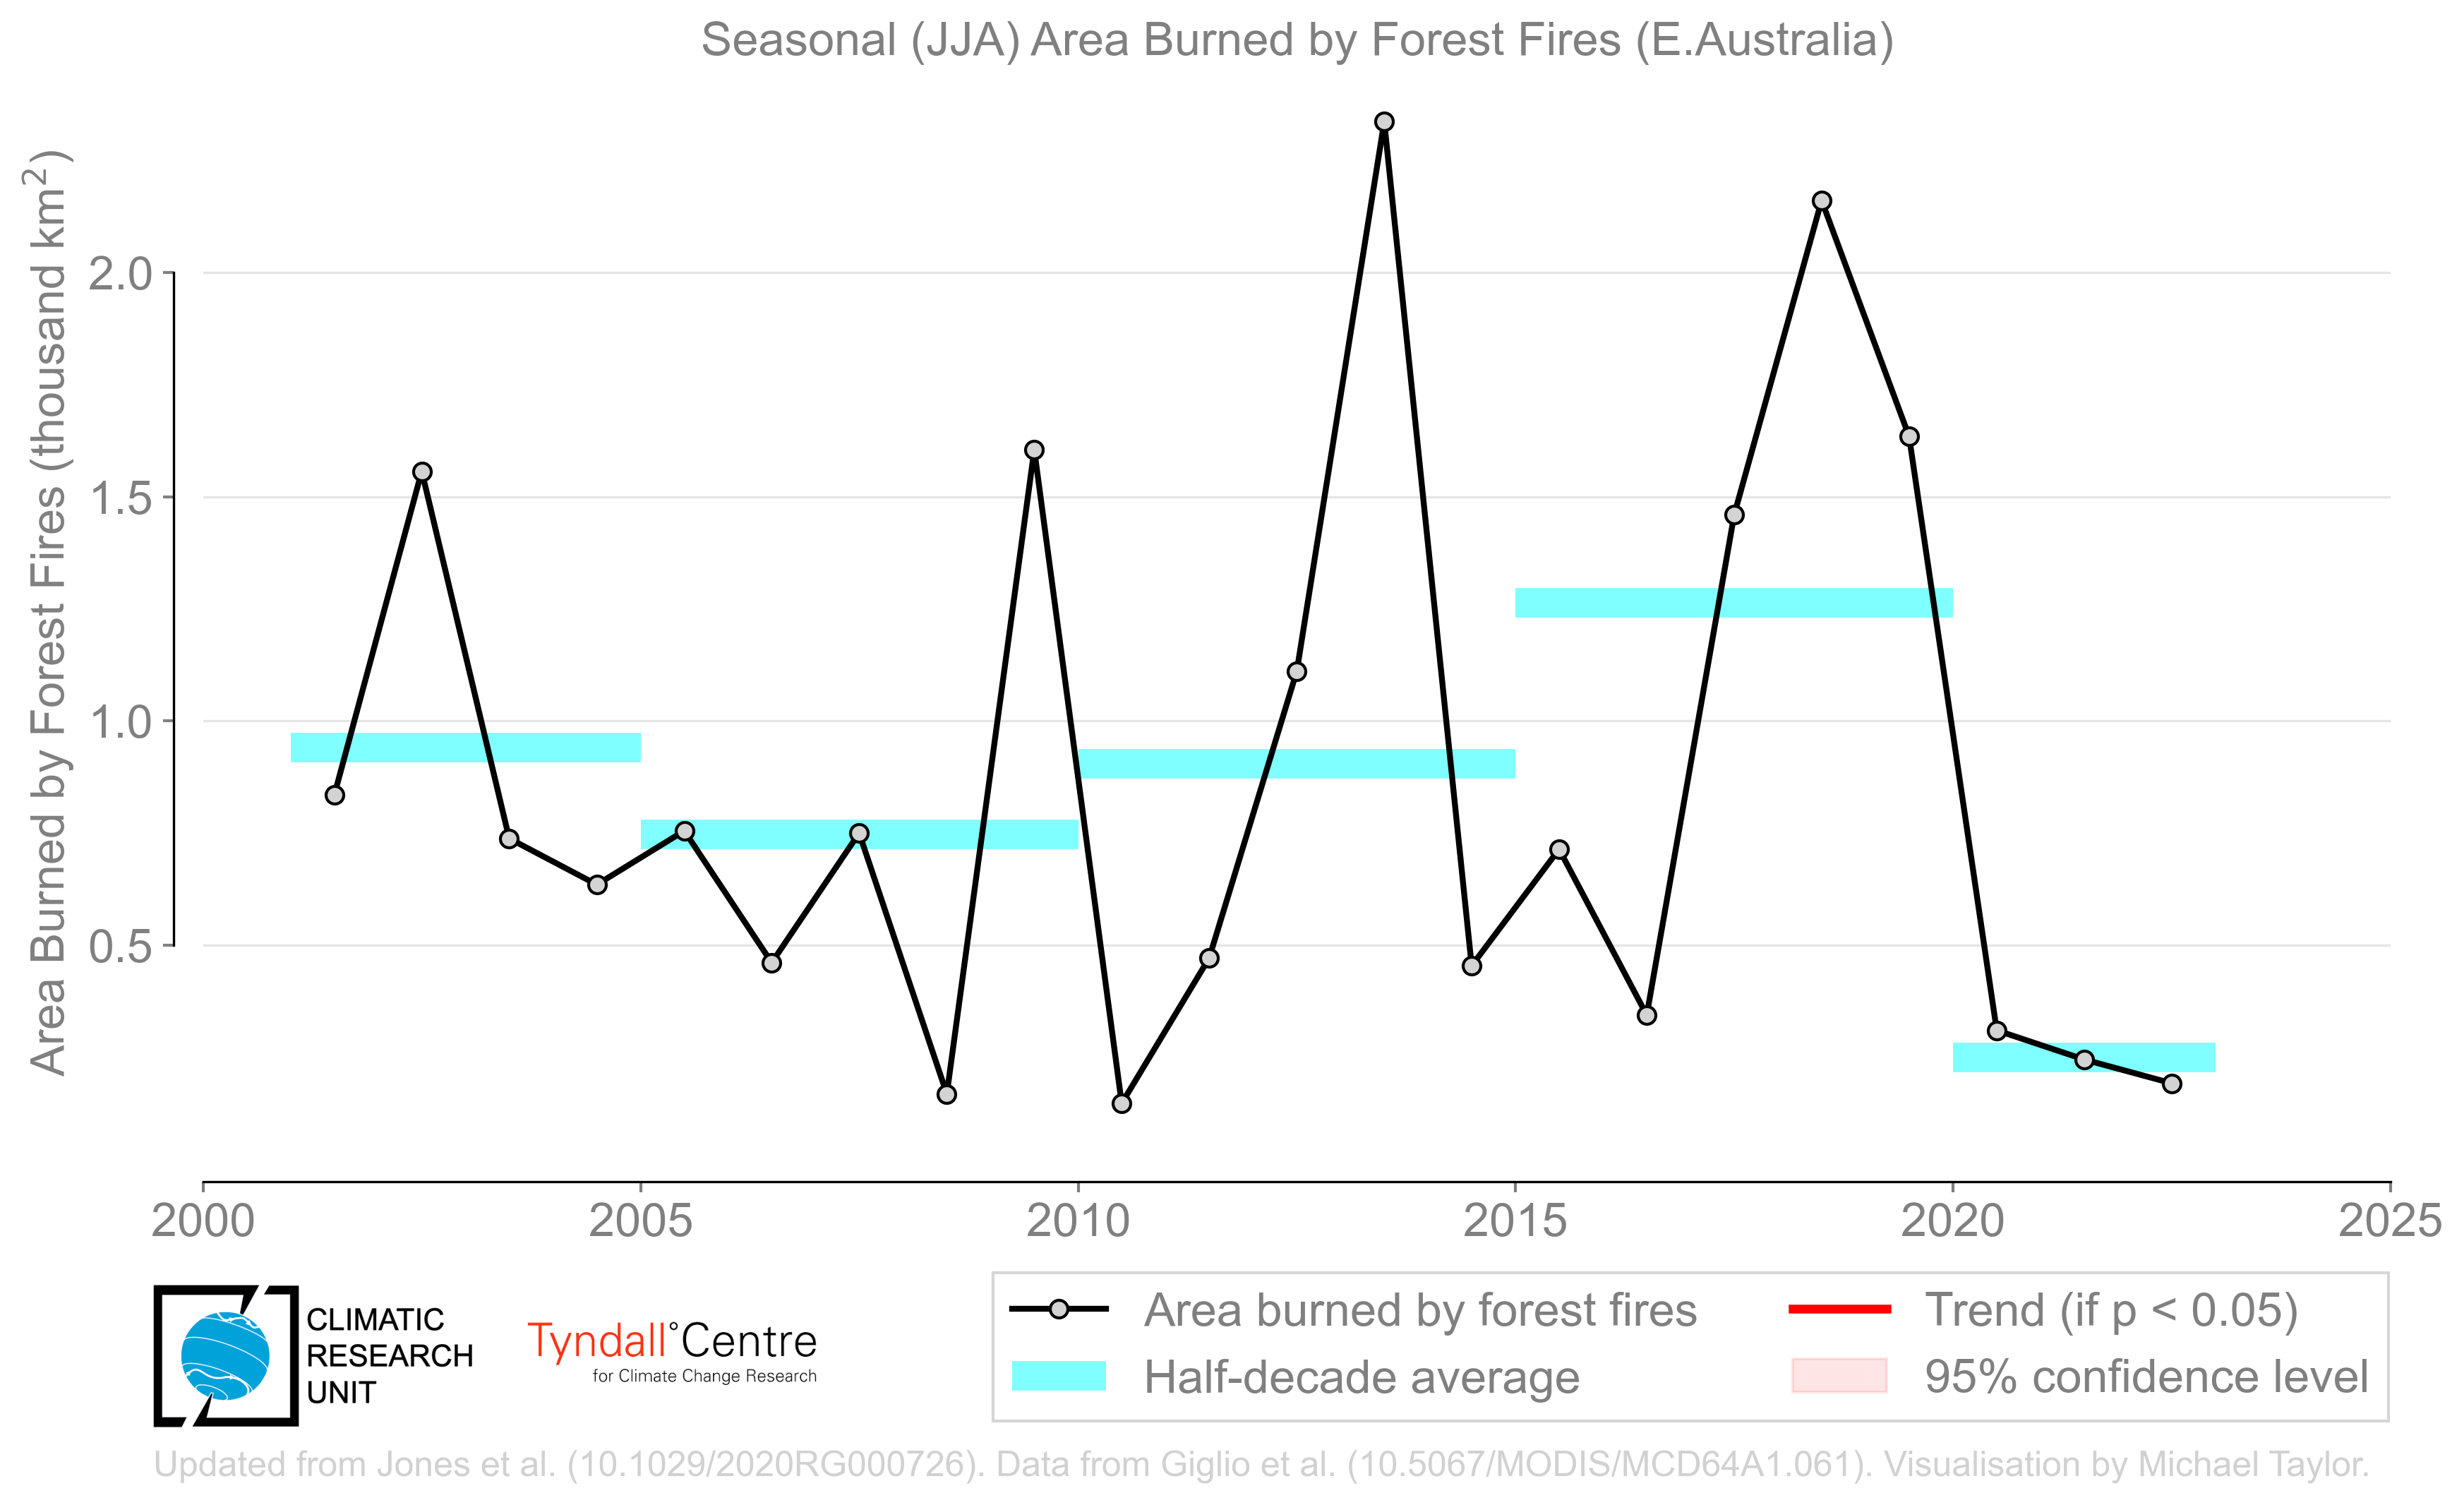 Seasonal (JJA) Area Burned by Forest Fires (E.Australia)
Area Burned by Forest Fires (thousand km²)
2.0
1.5
1.0
0.5
2000 2005 2010 2015 2020 2025
CLIMATIC
RESEARCH
UNIT
Tyndall°Centre
for Climate Change Research
Area burned by forest fires
Half-decade average
Trend (if p < 0.05)
95% confidence level
Updated from Jones et al. (10.1029/2020RG000726). Data from Giglio et al. (10.5067/MODIS/MCD64A1.061). Visualisation by Michael Taylor.